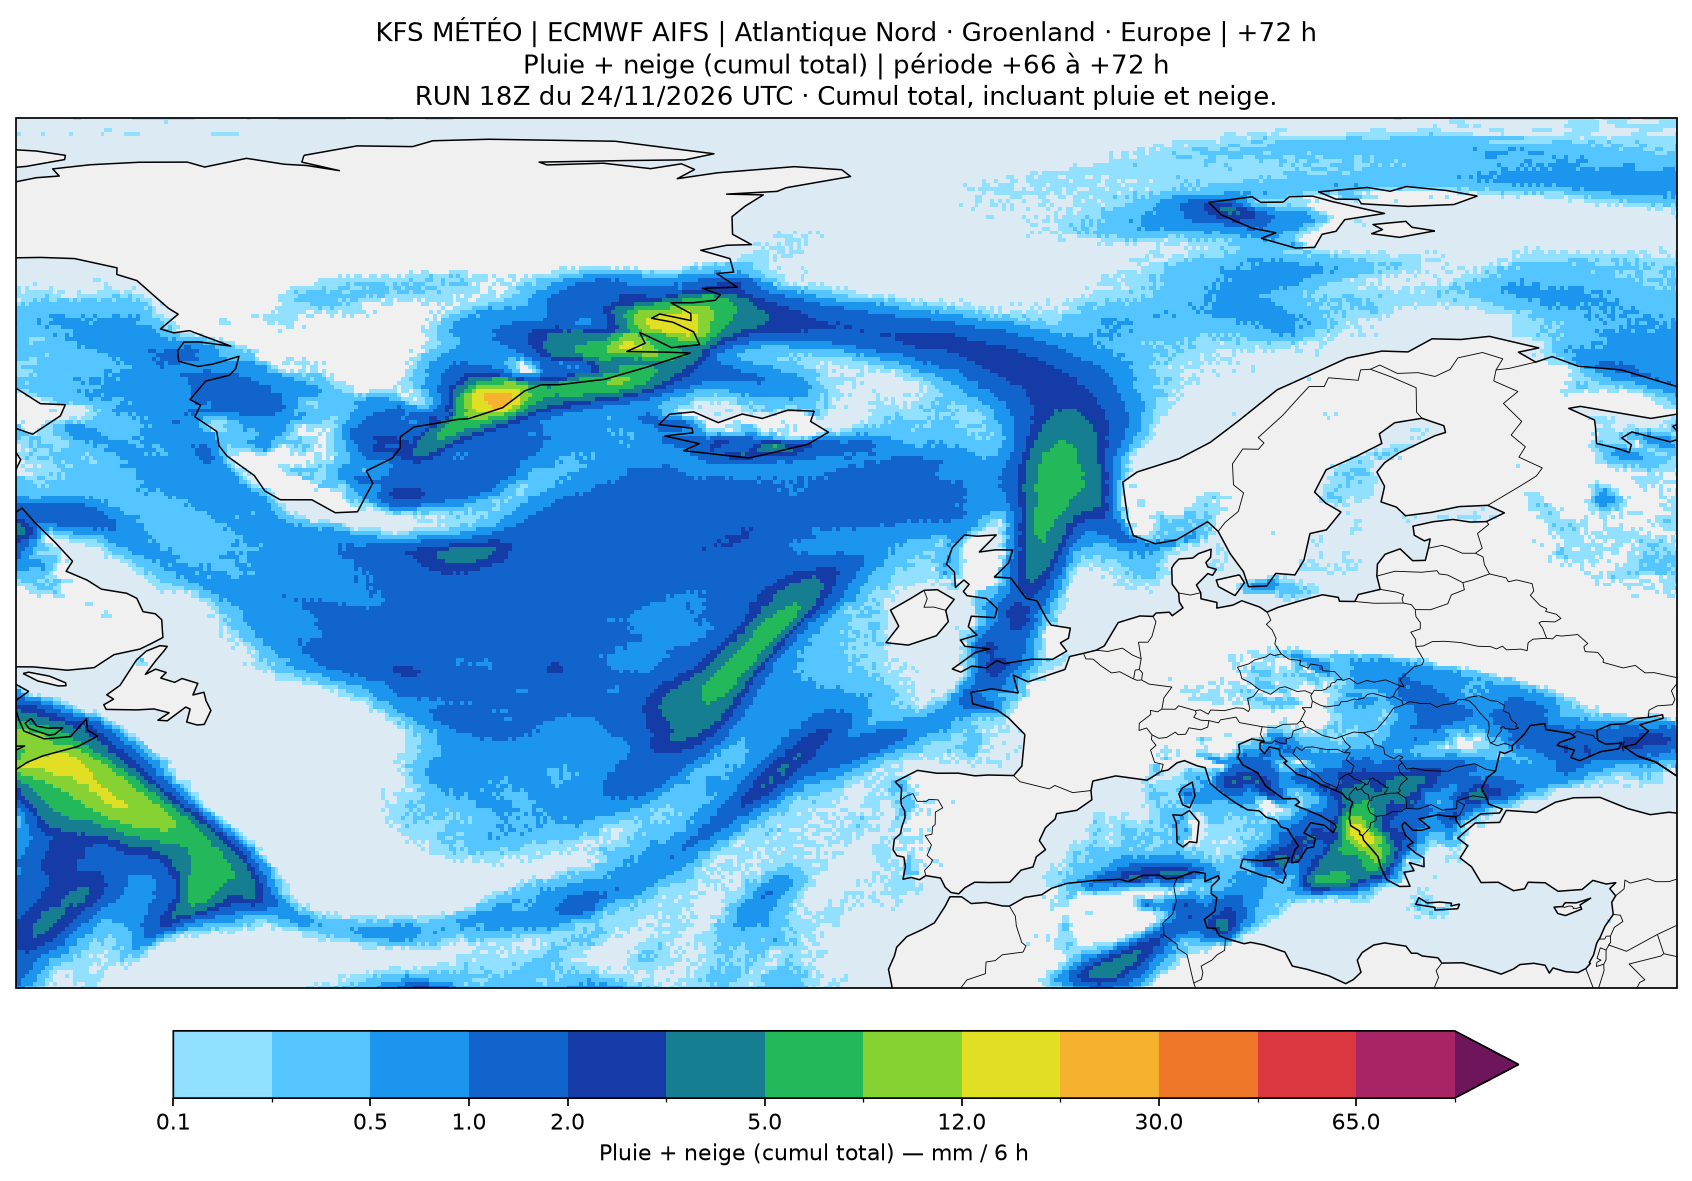 KFS MÉTÉO | ECMWF AIFS | Atlantique Nord · Groenland · Europe | +72 h
Pluie + neige (cumul total) | période +66 à +72 h
RUN 18Z du 24/11/2026 UTC · Cumul total, incluant pluie et neige.
0.1 0.5 1.0 2.0 5.0 12.0 30.0 65.0
Pluie + neige (cumul total) — mm / 6 h